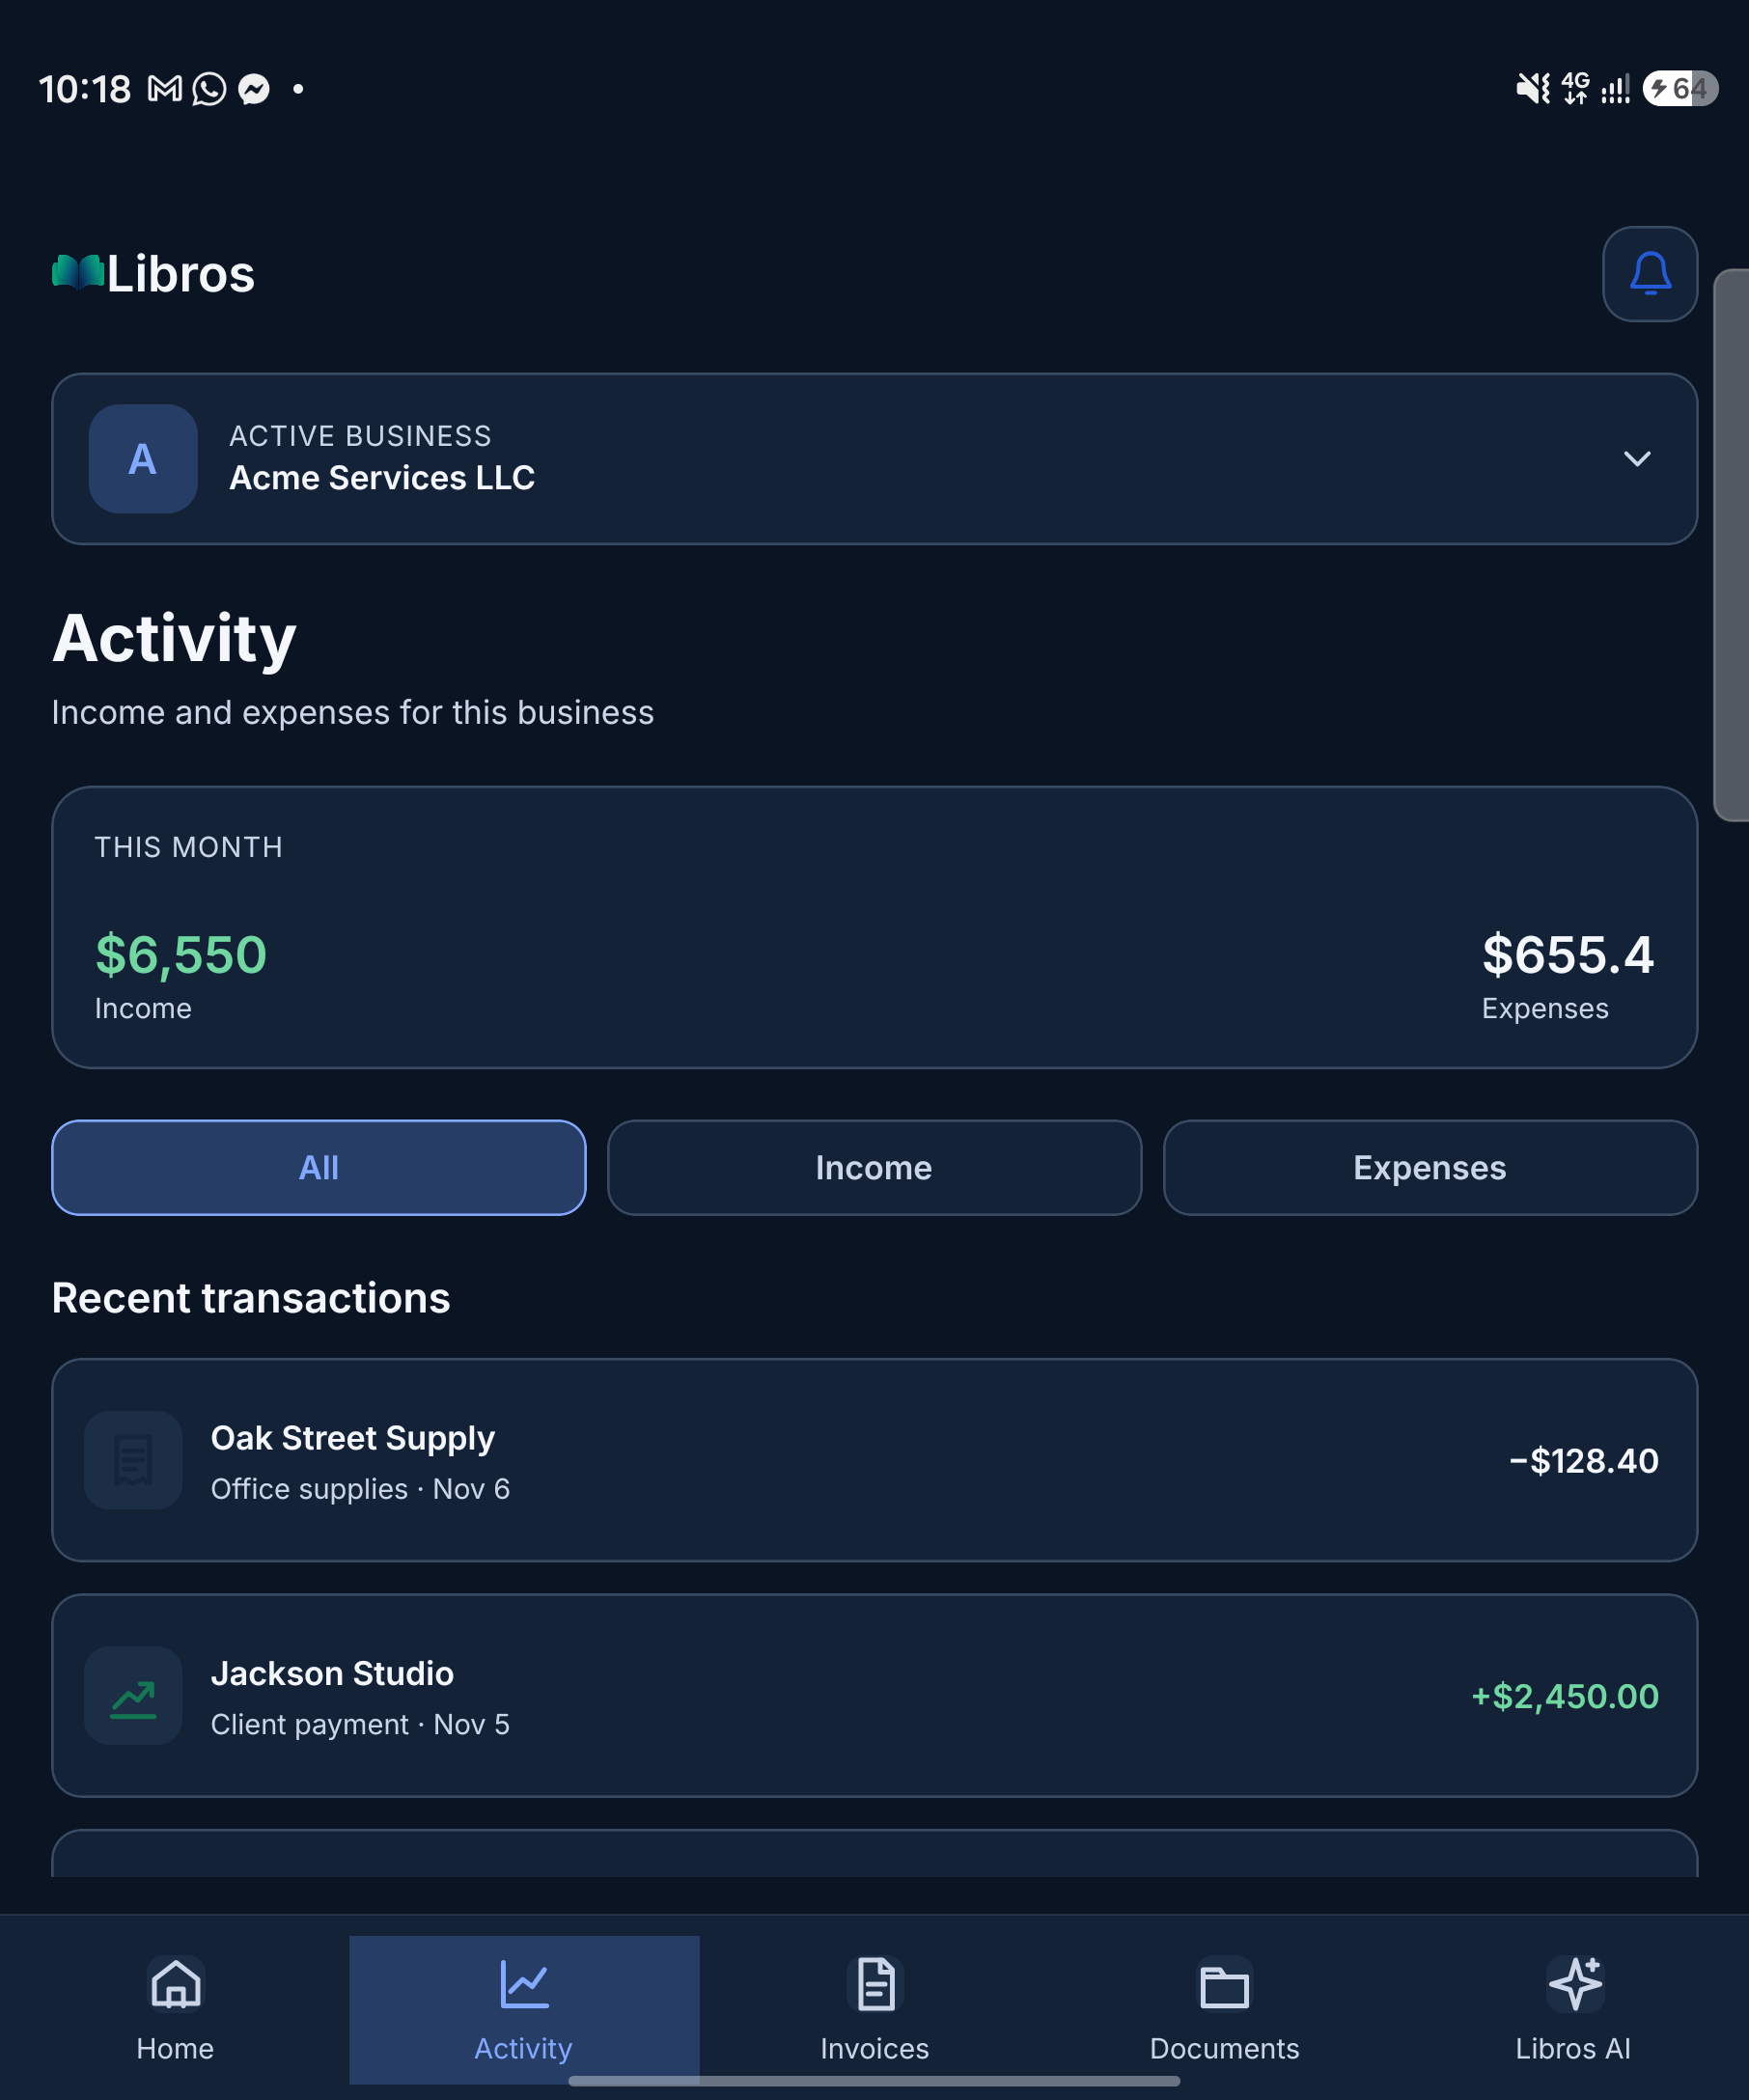 10:18
4G
64
Libros
A
ACTIVE BUSINESS
Acme Services LLC
Activity
Income and expenses for this business
THIS MONTH
$6,550
Income
$655.4
Expenses
All
Income
Expenses
Recent transactions
Oak Street Supply
Office supplies · Nov 6
−$128.40
Jackson Studio
Client payment · Nov 5
+$2,450.00
Home
Activity
Invoices
Documents
Libros AI